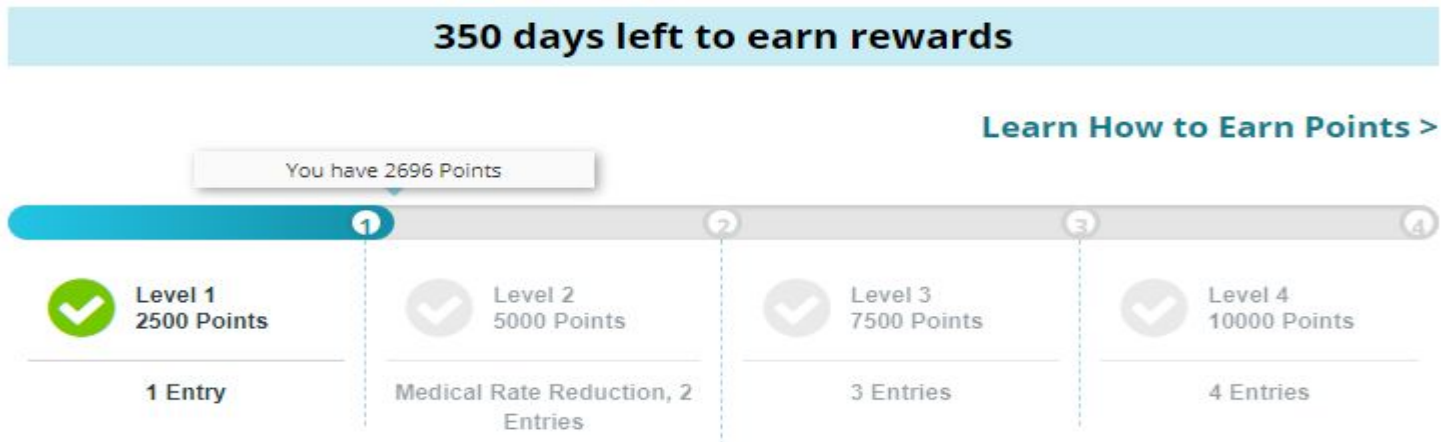 350 days left to earn rewards
Learn How to Earn Points >
You have 2696 Points
1
2
3
4
Level 1
2500 Points
Level 2
5000 Points
Level 3
7500 Points
Level 4
10000 Points
1 Entry
Medical Rate Reduction, 2
Entries
3 Entries
4 Entries